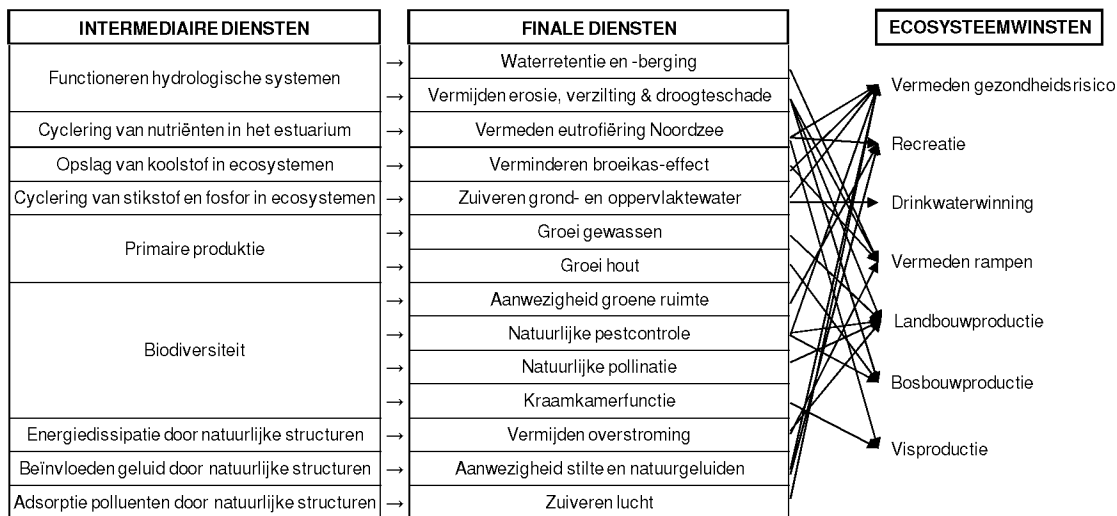 INTERMEDIAIRE DIENSTEN
FINALE DIENSTEN
ECOSYSTEEMWINSTEN
Functioneren hydrologische systemen
→
Waterretentie en -berging
→
Vermijden erosie, verzilting & droogteschade
Cyclering van nutriënten in het estuarium
→
Vermeden eutrofiëring Noordzee
Opslag van koolstof in ecosystemen
→
Verminderen broeikas-effect
Cyclering van stikstof en fosfor in ecosystemen
→
Zuiveren grond- en oppervlaktewater
Primaire produktie
→
Groei gewassen
→
Groei hout
Biodiversiteit
→
Aanwezigheid groene ruimte
→
Natuurlijke pestcontrole
→
Natuurlijke pollinatie
→
Kraamkamerfunctie
Energiedissipatie door natuurlijke structuren
→
Vermijden overstroming
Beïnvloeden geluid door natuurlijke structuren
→
Aanwezigheid stilte en natuurgeluiden
Adsorptie polluenten door natuurlijke structuren
→
Zuiveren lucht
Vermeden gezondheidsrisico
Recreatie
Drinkwaterwinning
Vermeden rampen
Landbouwproductie
Bosbouwproductie
Visproductie